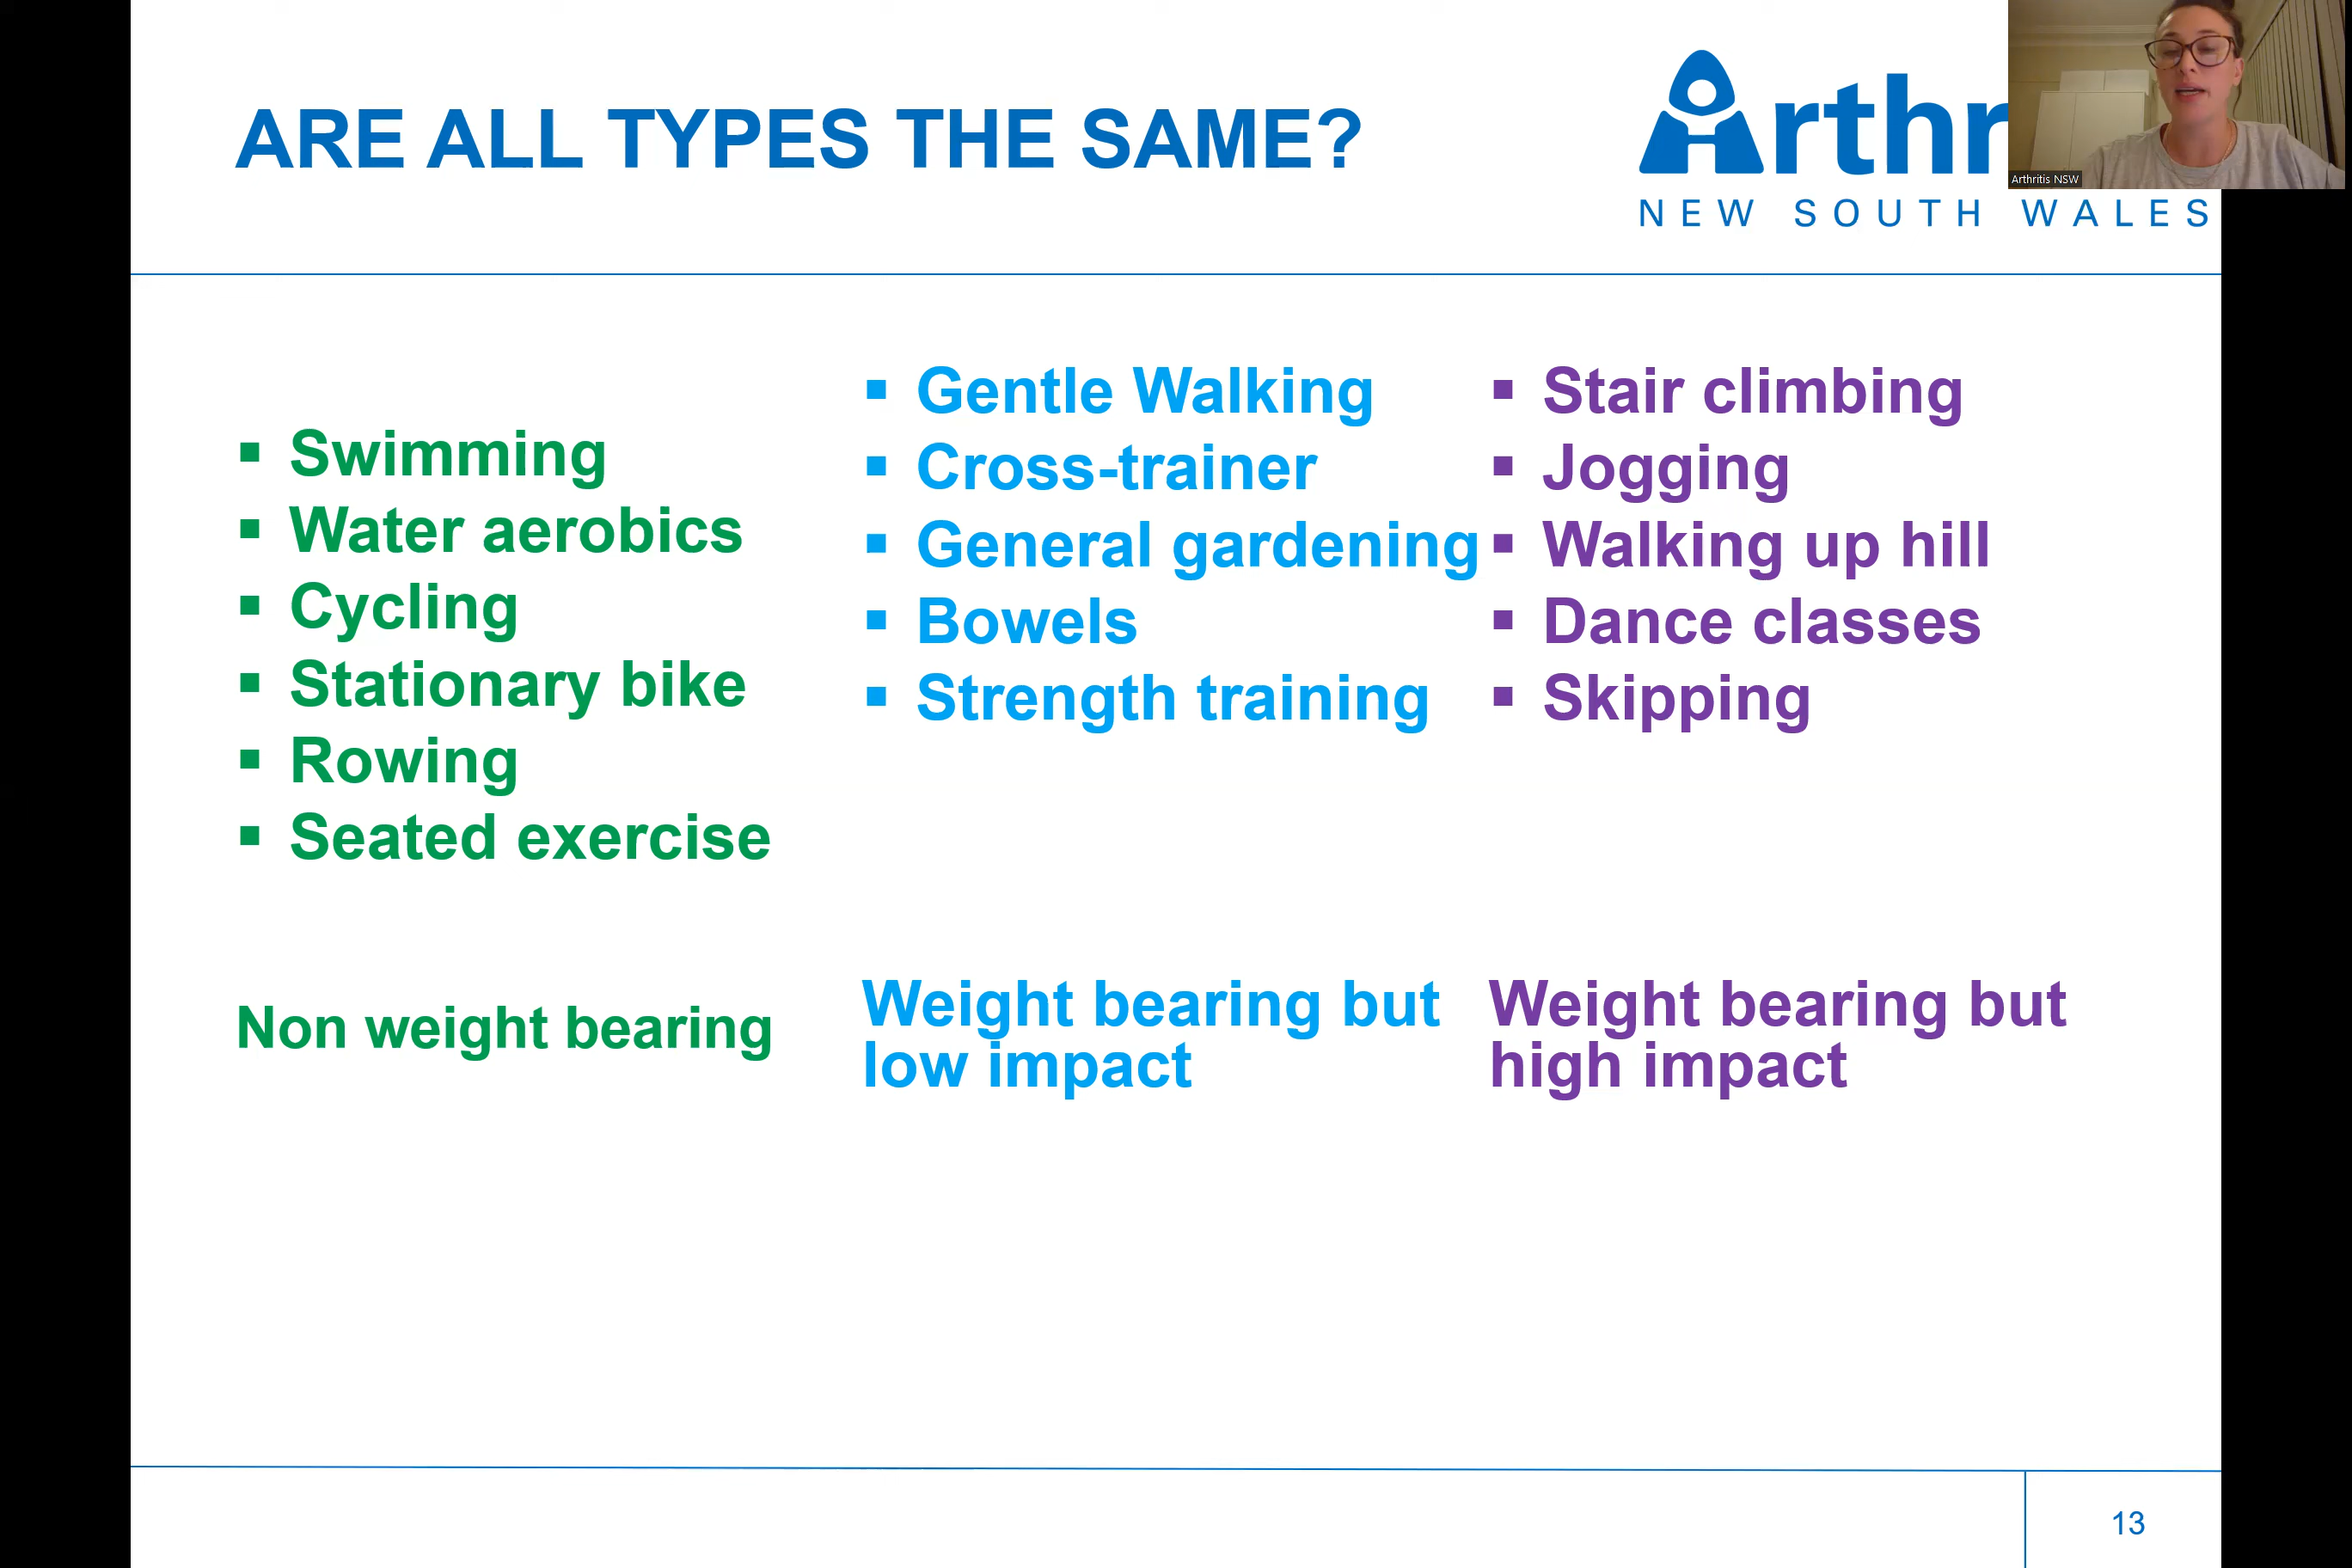 ARE ALL TYPES THE SAME?
Arthr
NEW SOUTH WALES
Arthritis NSW
▪ Swimming
▪ Water aerobics
▪ Cycling
▪ Stationary bike
▪ Rowing
▪ Seated exercise
Non weight bearing
▪ Gentle Walking
▪ Cross-trainer
▪ General gardening
▪ Bowels
▪ Strength training
Weight bearing but
low impact
▪ Stair climbing
▪ Jogging
▪ Walking up hill
▪ Dance classes
▪ Skipping
Weight bearing but
high impact
13